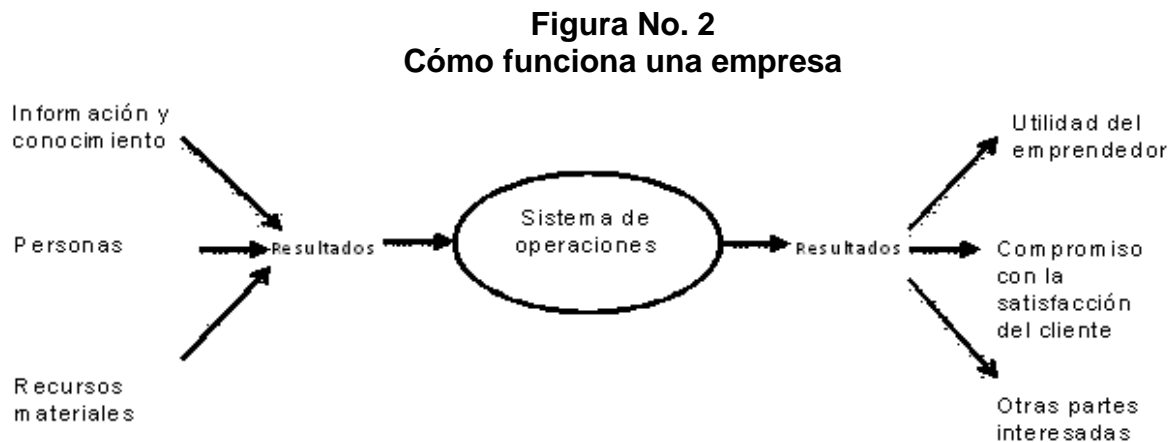 Figura No. 2
Cómo funciona una empresa
Información y
conocimiento
Personas
Recursos
materiales
Resultados
Sistema de
operaciones
Resultados
Utilidad del
emprendedor
Compromiso
con la
satisfacción
del cliente
Otras partes
interesadas